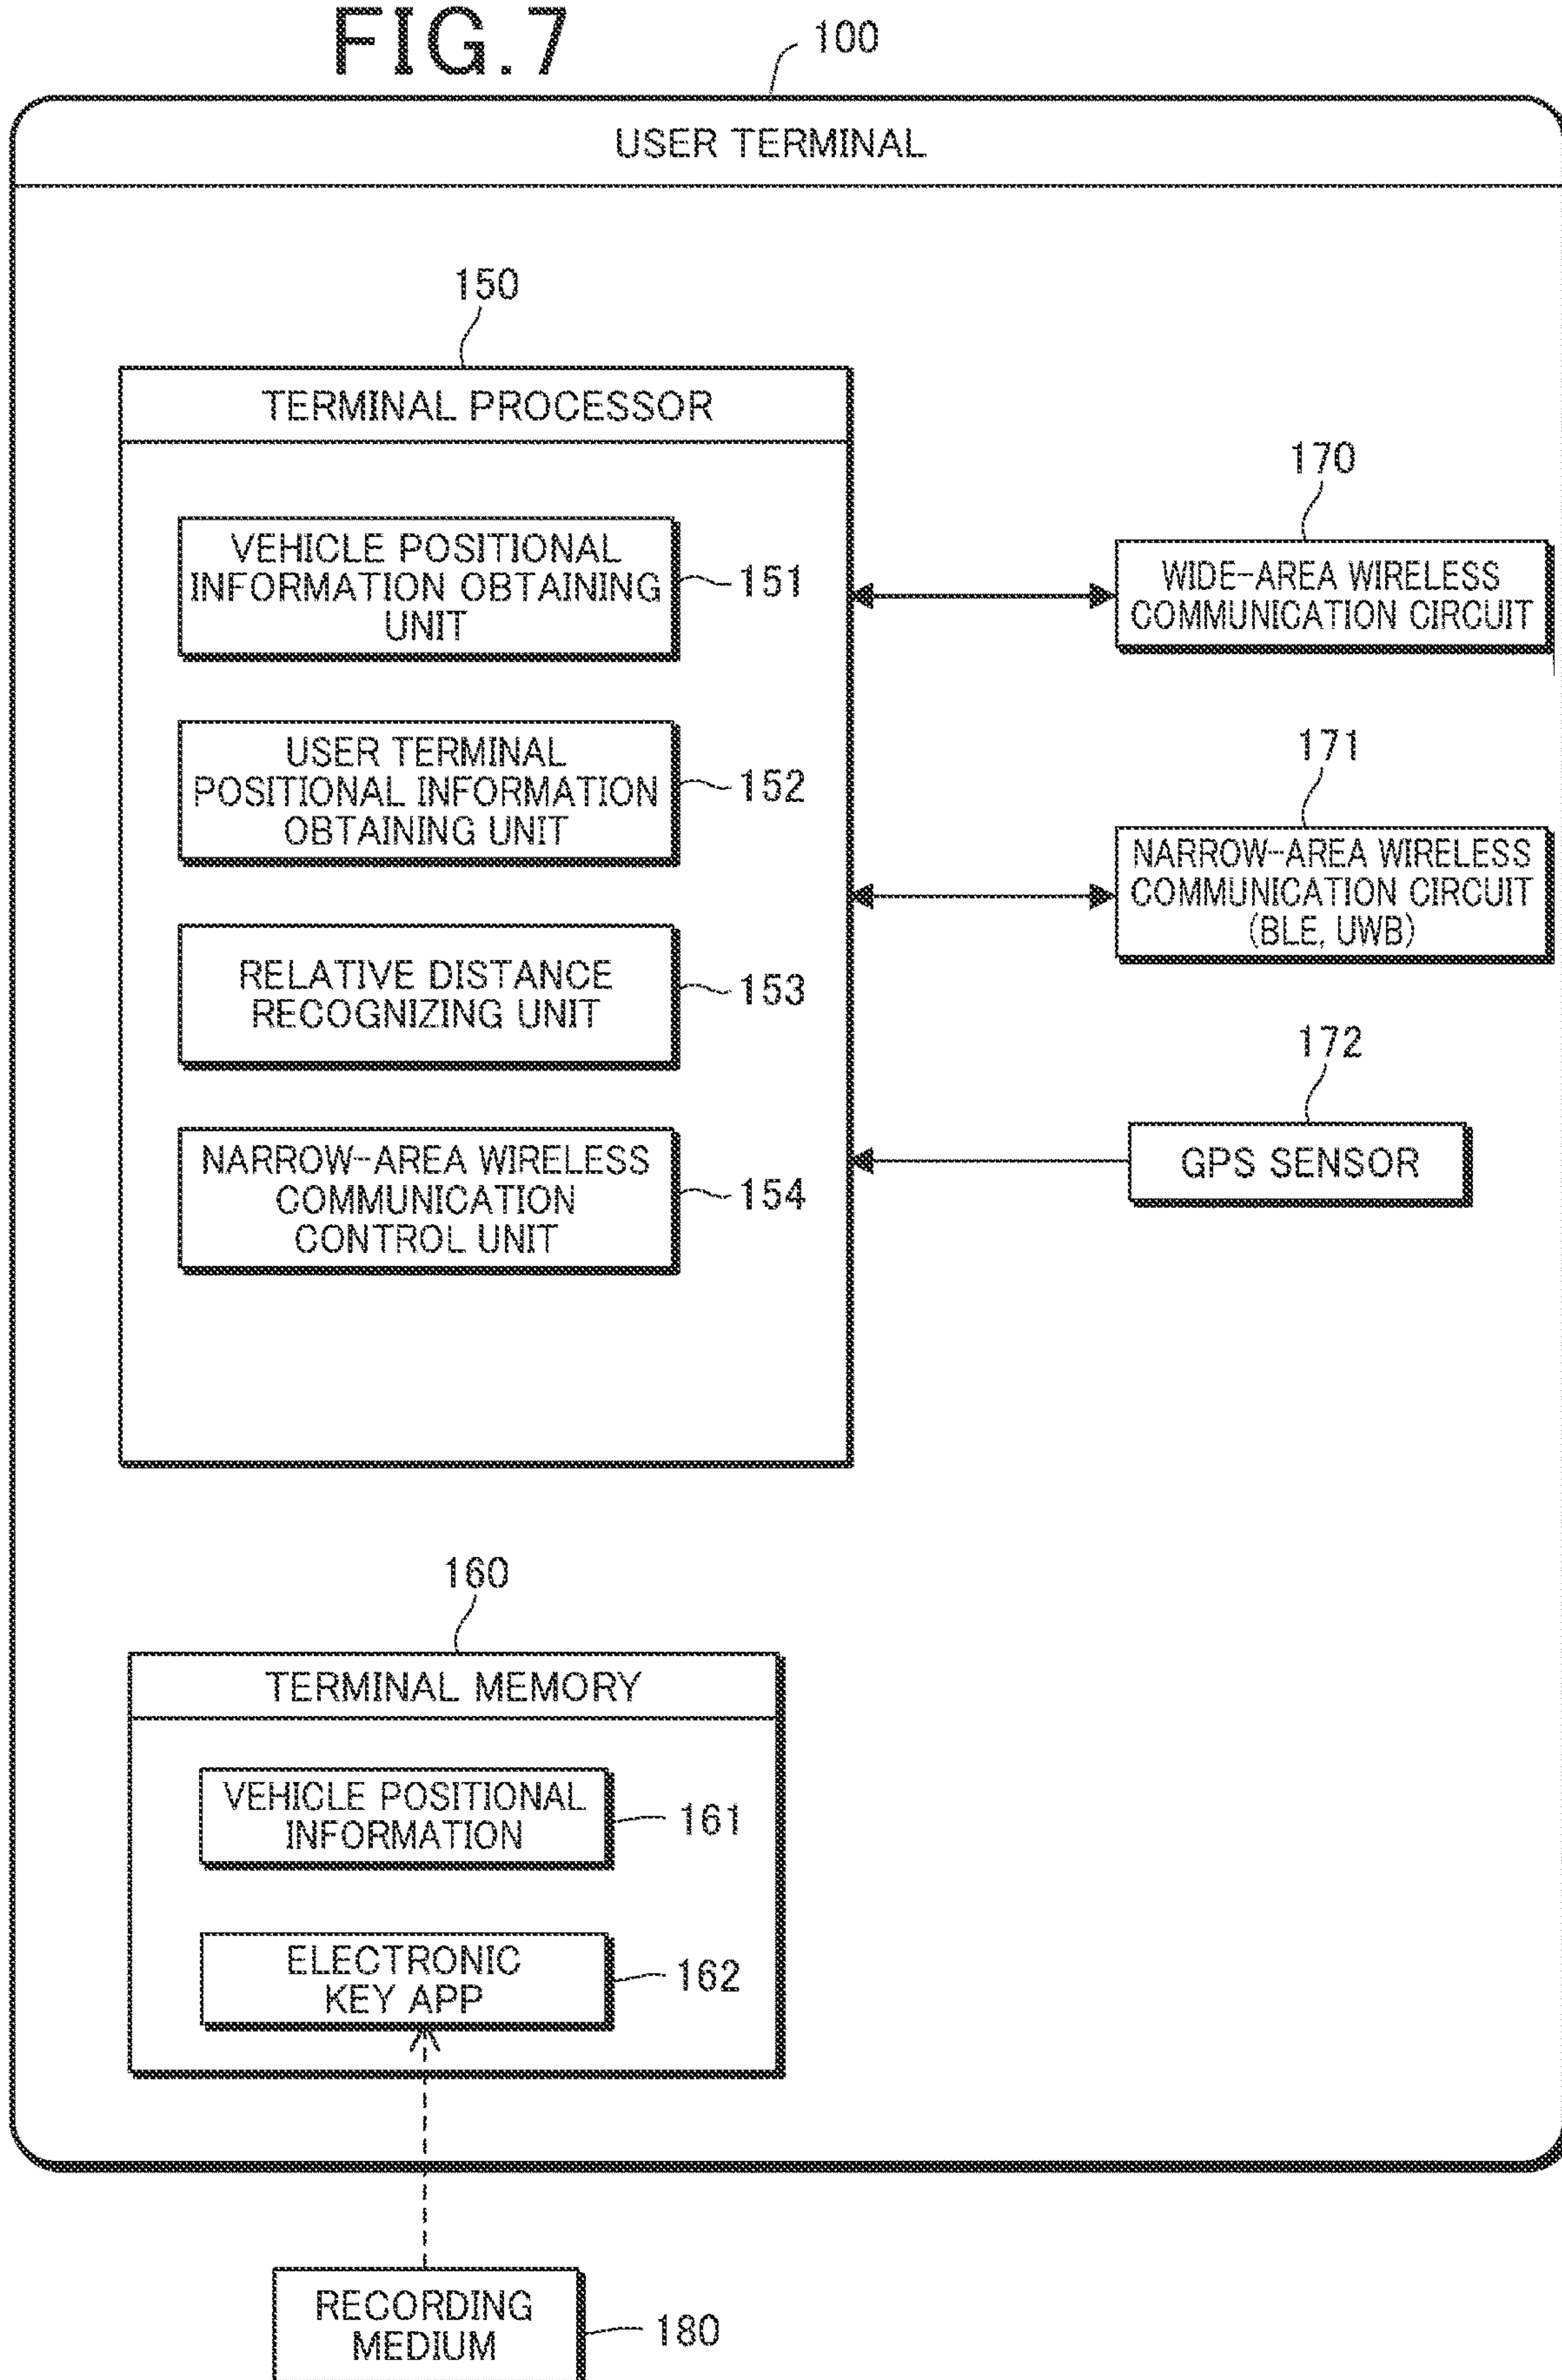 FIG.7
100
USER TERMINAL
150
TERMINAL PROCESSOR
VEHICLE POSITIONAL
INFORMATION OBTAINING
UNIT
151
USER TERMINAL
POSITIONAL INFORMATION
OBTAINING UNIT
152
RELATIVE DISTANCE
RECOGNIZING UNIT
153
NARROW-AREA WIRELESS
COMMUNICATION
CONTROL UNIT
154
170
WIDE-AREA WIRELESS
COMMUNICATION CIRCUIT
171
NARROW-AREA WIRELESS
COMMUNICATION CIRCUIT
(BLE, UWB)
172
GPS SENSOR
160
TERMINAL MEMORY
VEHICLE POSITIONAL
INFORMATION
161
ELECTRONIC
KEY APP
162
RECORDING
MEDIUM
180